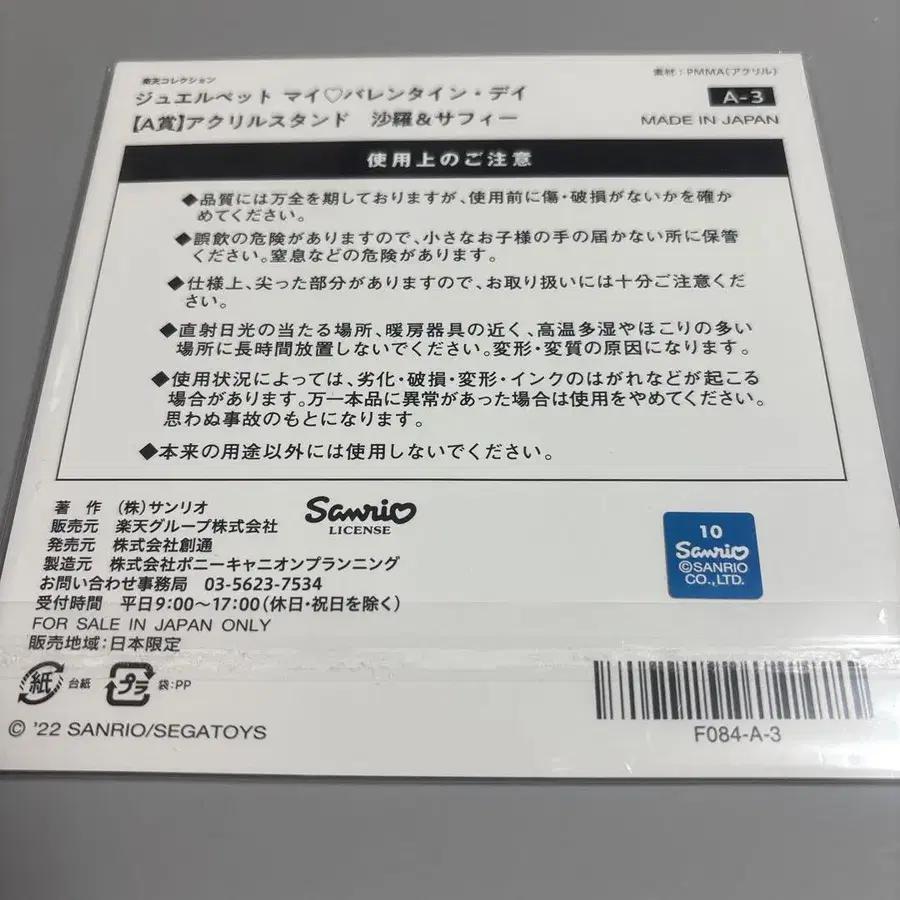 楽天コレクション
素材:PMMA(アクリル)
ジュエルペット マイ♡バレンタイン・デイ
A-3
【A賞】アクリルスタンド 沙羅&サフィー
MADE IN JAPAN
使用上のご注意
◆品質には万全を期しておりますが、使用前に傷・破損がないかを確か
めてください。
◆誤飲の危険がありますので、小さなお子様の手の届かない所に保管
ください。窒息などの危険があります。
◆仕様上、尖った部分がありますので、お取り扱いには十分ご注意くだ
さい。
◆直射日光の当たる場所、暖房器具の近く、高温多湿やほこりの多い
場所に長時間放置しないでください。変形・変質の原因になります。
◆使用状況によっては、劣化・破損・変形・インクのはがれなどが起こる
場合があります。万一本品に異常があった場合は使用をやめてください。
思わぬ事故のもとになります。
◆本来の用途以外には使用しないでください。
著 作 (株)サンリオ
販売元 楽天グループ株式会社
発売元 株式会社創通
製造元 株式会社ポニーキャニオンプランニング
お問い合わせ事務局 03-5623-7534
受付時間 平日9:00〜17:00(休日・祝日を除く)
FOR SALE IN JAPAN ONLY
販売地域:日本限定
Sanrio
LICENSE
10
Sanrio
©SANRIO
CO.,LTD.
紙 台紙
プラ 袋:PP
© '22 SANRIO/SEGATOYS
F084-A-3